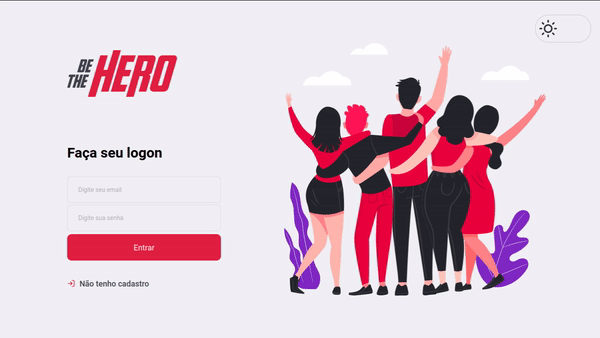 BE
THE HERO
Faça seu logon
Digite seu email
Digite sua senha
Entrar
Não tenho cadastro